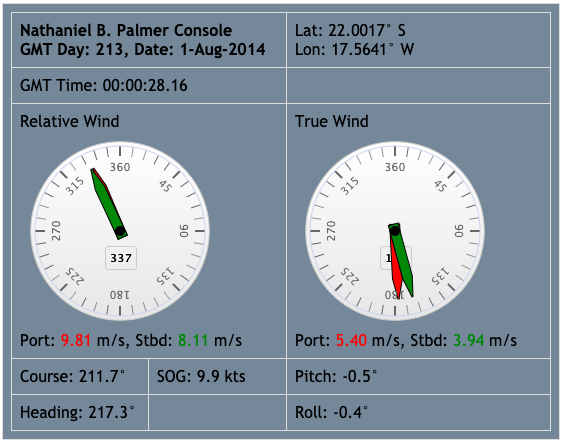 Nathaniel B. Palmer Console
GMT Day: 213, Date: 1-Aug-2014
Lat: 22.0017° S
Lon: 17.5641° W
GMT Time: 00:00:28.16
Relative Wind
360
45
90
135
180
225
270
315
337
Port: 9.81 m/s, Stbd: 8.11 m/s
True Wind
360
45
90
135
180
225
270
315
Port: 5.40 m/s, Stbd: 3.94 m/s
Course: 211.7°
SOG: 9.9 kts
Pitch: -0.5°
Heading: 217.3°
Roll: -0.4°